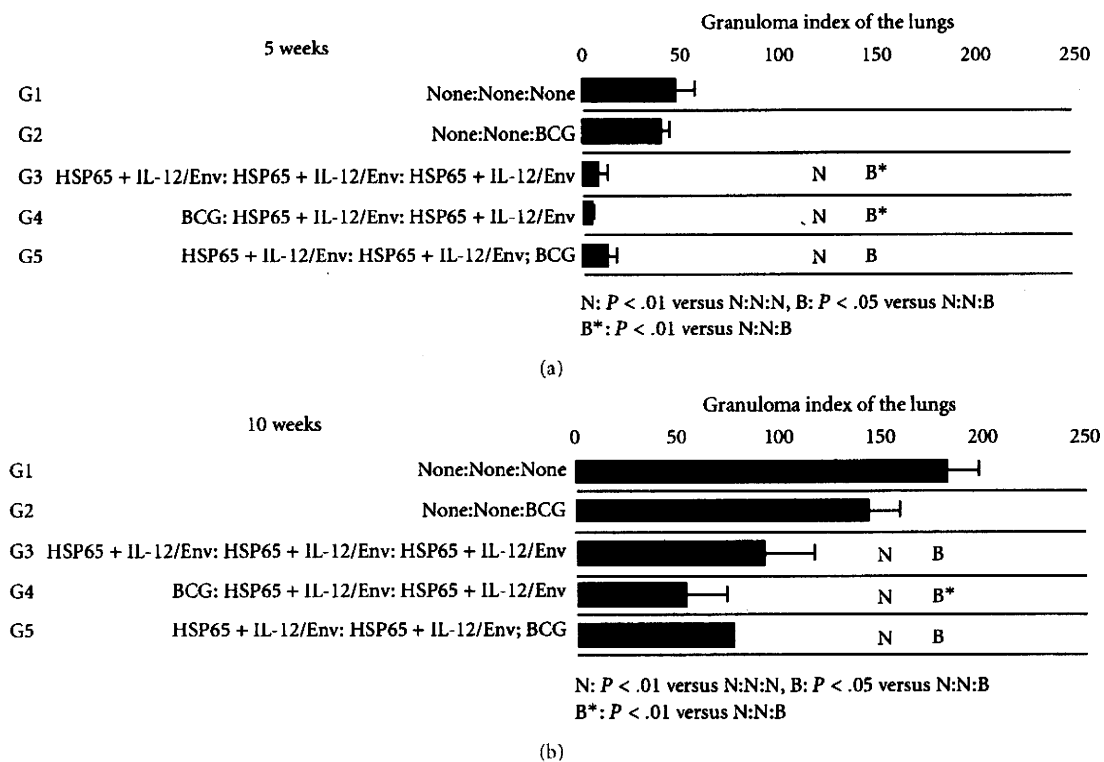 Granuloma index of the lungs
5 weeks
0 50 100 150 200 250
G1 None:None:None
G2 None:None:BCG
G3 HSP65 + IL-12/Env: HSP65 + IL-12/Env: HSP65 + IL-12/Env N B*
G4 BCG: HSP65 + IL-12/Env: HSP65 + IL-12/Env N B*
G5 HSP65 + IL-12/Env: HSP65 + IL-12/Env; BCG N B
N: P < .01 versus N:N:N, B: P < .05 versus N:N:B
B*: P < .01 versus N:N:B
(a)
Granuloma index of the lungs
10 weeks
0 50 100 150 200 250
G1 None:None:None
G2 None:None:BCG
G3 HSP65 + IL-12/Env: HSP65 + IL-12/Env: HSP65 + IL-12/Env N B
G4 BCG: HSP65 + IL-12/Env: HSP65 + IL-12/Env N B*
G5 HSP65 + IL-12/Env: HSP65 + IL-12/Env; BCG N B
N: P < .01 versus N:N:N, B: P < .05 versus N:N:B
B*: P < .01 versus N:N:B
(b)